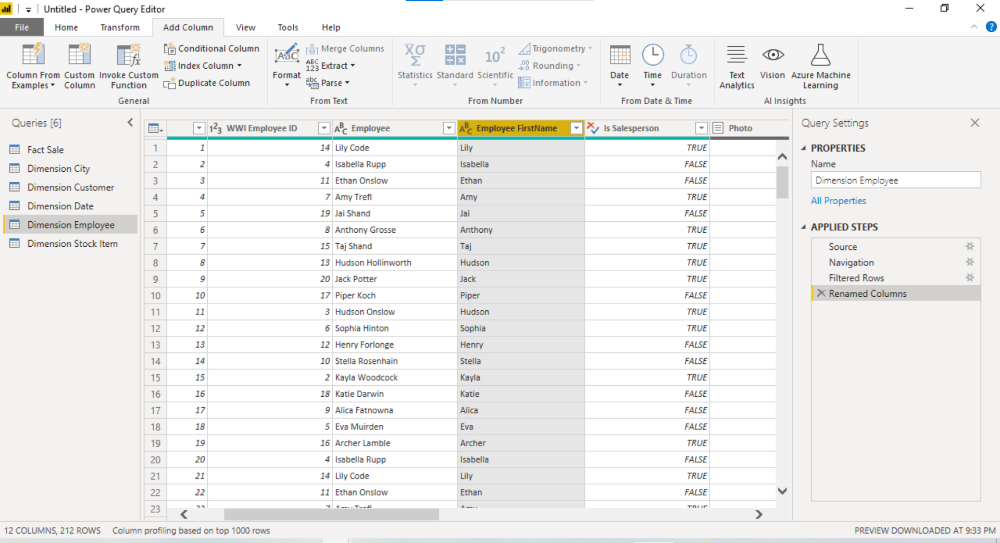 Untitled - Power Query Editor
File Home Transform Add Column View Tools Help
Column From Examples
Custom Column
Invoke Custom Function
Conditional Column
Index Column
Duplicate Column
General
Format
Merge Columns
Extract
Parse
From Text
Statistics
Standard
10² Scientific
Trigonometry
Rounding
Information
From Number
Date
Time
Duration
From Date & Time
Text Analytics
Vision
Azure Machine Learning
AI Insights
Queries [6]
Fact Sale
Dimension City
Dimension Customer
Dimension Date
Dimension Employee
Dimension Stock Item
WWI Employee ID Employee Employee FirstName Is Salesperson Photo
1 1 14 Lily Code Lily TRUE
2 2 4 Isabella Rupp Isabella FALSE
3 3 11 Ethan Onslow Ethan FALSE
4 4 7 Amy Trefl Amy TRUE
5 5 19 Jai Shand Jai FALSE
6 6 8 Anthony Grosse Anthony TRUE
7 7 15 Taj Shand Taj TRUE
8 8 13 Hudson Hollinworth Hudson TRUE
9 9 20 Jack Potter Jack TRUE
10 10 17 Piper Koch Piper FALSE
11 11 3 Hudson Onslow Hudson TRUE
12 12 6 Sophia Hinton Sophia TRUE
13 13 12 Henry Forlonge Henry FALSE
14 14 10 Stella Rosenhain Stella FALSE
15 15 2 Kayla Woodcock Kayla TRUE
16 16 18 Katie Darwin Katie FALSE
17 17 9 Alica Fatnowna Alica FALSE
18 18 5 Eva Muirden Eva FALSE
19 19 16 Archer Lamble Archer TRUE
20 20 4 Isabella Rupp Isabella FALSE
21 21 14 Lily Code Lily TRUE
22 22 11 Ethan Onslow Ethan FALSE
23
Query Settings
PROPERTIES
Name
Dimension Employee
All Properties
APPLIED STEPS
Source
Navigation
Filtered Rows
Renamed Columns
12 COLUMNS, 212 ROWS Column profiling based on top 1000 rows PREVIEW DOWNLOADED AT 9:33 PM